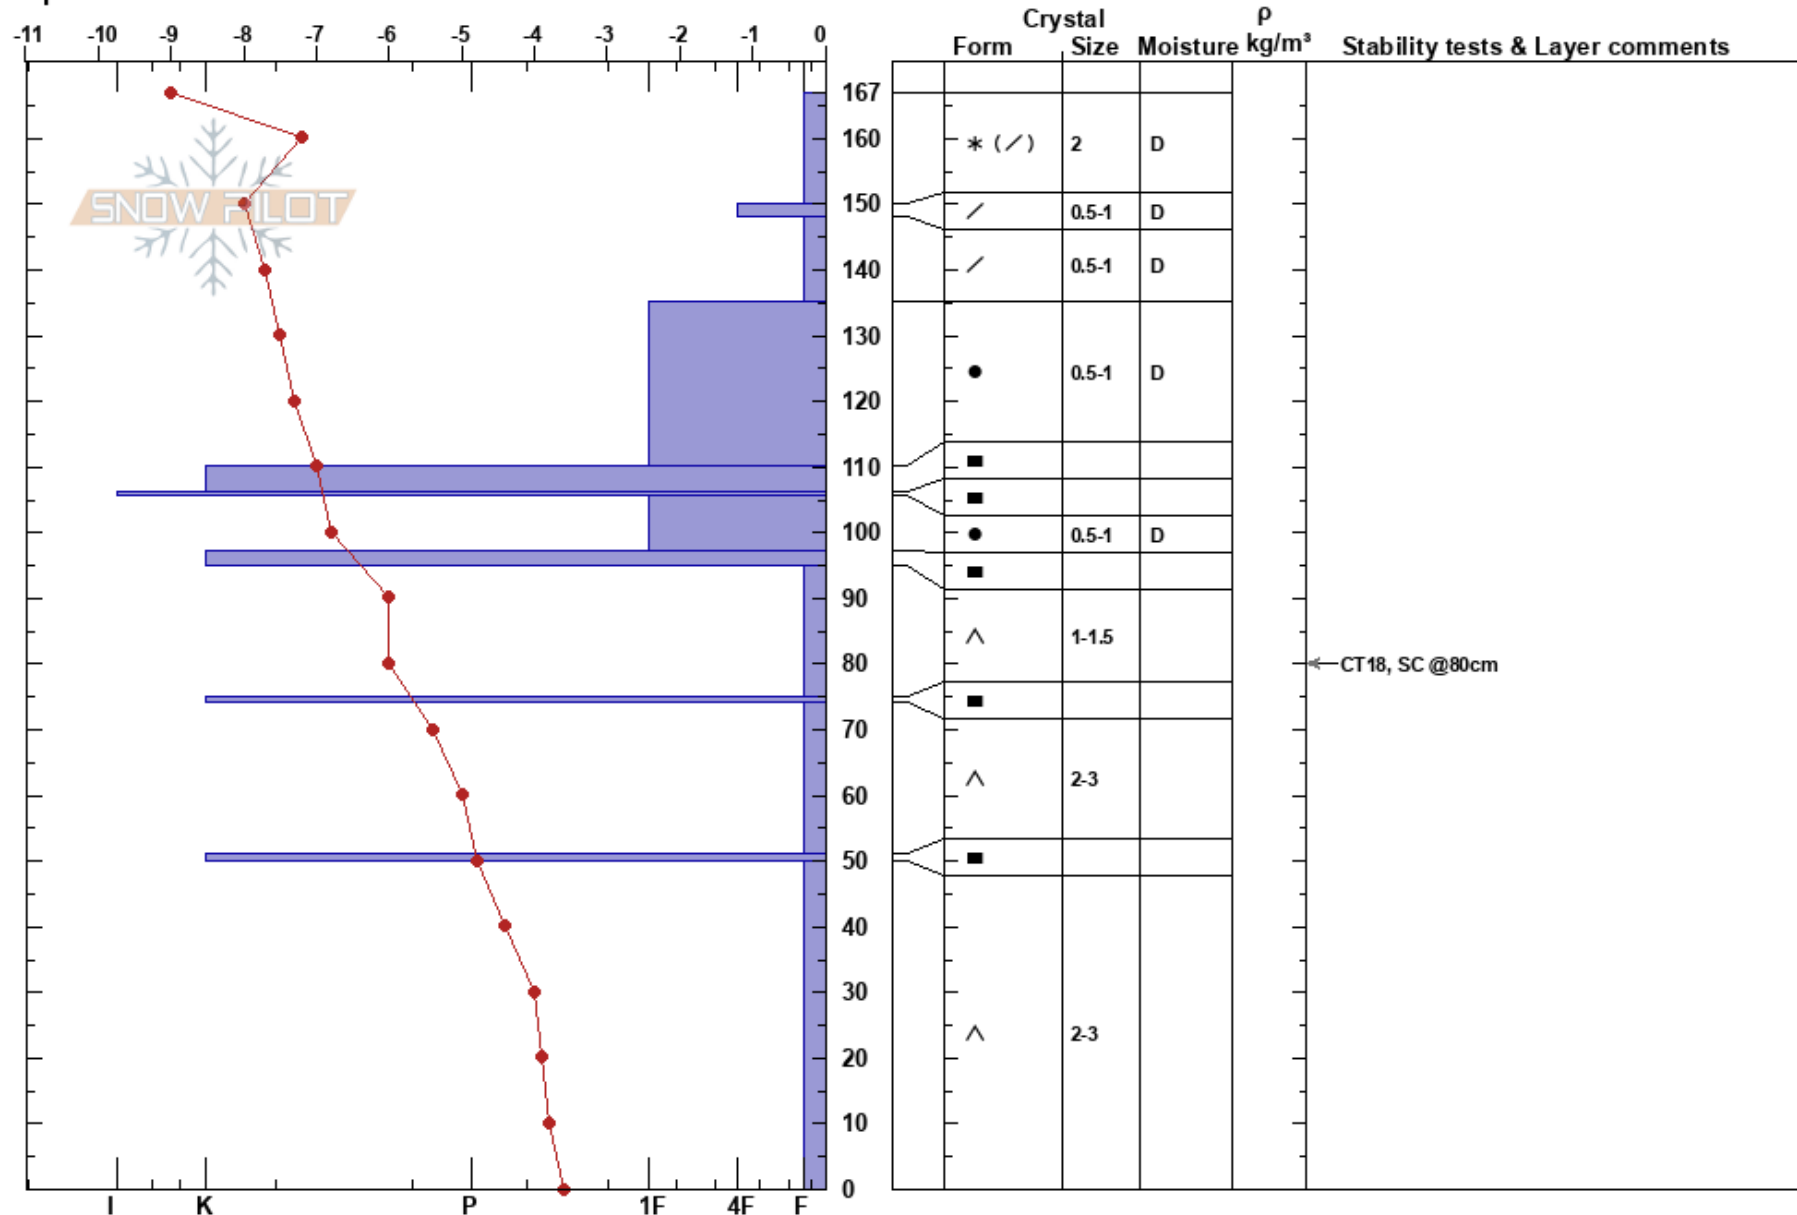 Crystal ρ
-11 -10 -9 -8 -7 -6 -5 -4 -3 -2 -1 0 Form Size Moisture kg/m³ Stability tests & Layer comments
167
160 * (/) 2 D
SNOW PILOT
150 / 0.5-1 D
140 / 0.5-1 D
130
120 ● 0.5-1 D
110 ■
■
100 ● 0.5-1 D
■
90
∧ 1-1.5
80 CT18, SC @80cm
70 ■
60 ∧ 2-3
50 ■
40
30
20 ∧ 2-3
10
0
I K P 1F 4F F